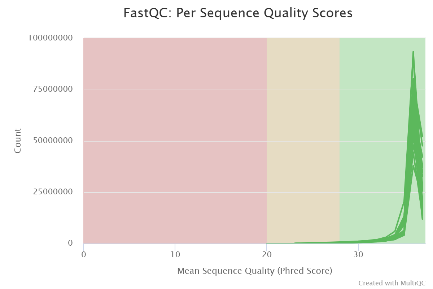 FastQC: Per Sequence Quality Scores
100000000
75000000
50000000
25000000
0
Count
0 10 20 30
Mean Sequence Quality (Phred Score)
Created with MultiQC